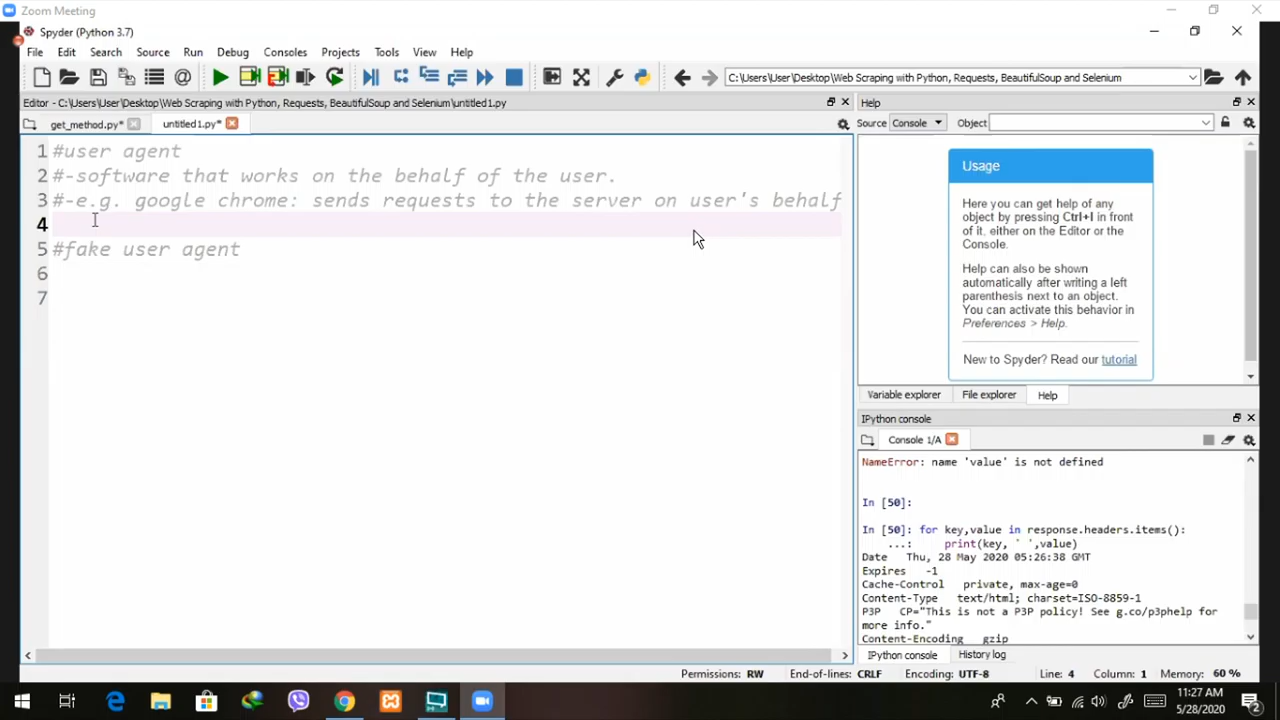 Zoom Meeting
Spyder (Python 3.7)
File Edit Search Source Run Debug Consoles Projects Tools View Help
C:\Users\User\Desktop\Web Scraping with Python, Requests, BeautifulSoup and Selenium
Editor - C:\Users\User\Desktop\Web Scraping with Python, Requests, BeautifulSoup and Selenium\untitled1.py
get_method.py* untitled1.py*
1 #user agent
2 #-software that works on the behalf of the user.
3 #-e.g. google chrome: sends requests to the server on user's behalf
4
5 #fake user agent
6
7
Help
Source Console Object
Usage
Here you can get help of any
object by pressing Ctrl+I in front
of it, either on the Editor or the
Console.
Help can also be shown
automatically after writing a left
parenthesis next to an object.
You can activate this behavior in
Preferences > Help.
New to Spyder? Read our tutorial
Variable explorer File explorer Help
IPython console
Console 1/A
NameError: name 'value' is not defined
In [50]:
In [50]: for key,value in response.headers.items():
...: print(key, ' ',value)
Date Thu, 28 May 2020 05:26:38 GMT
Expires -1
Cache-Control private, max-age=0
Content-Type text/html; charset=ISO-8859-1
P3P CP="This is not a P3P policy! See g.co/p3phelp for
more info."
Content-Encoding gzip
IPython console History log
Permissions: RW End-of-lines: CRLF Encoding: UTF-8 Line: 4 Column: 1 Memory: 60 %
11:27 AM
5/28/2020
2